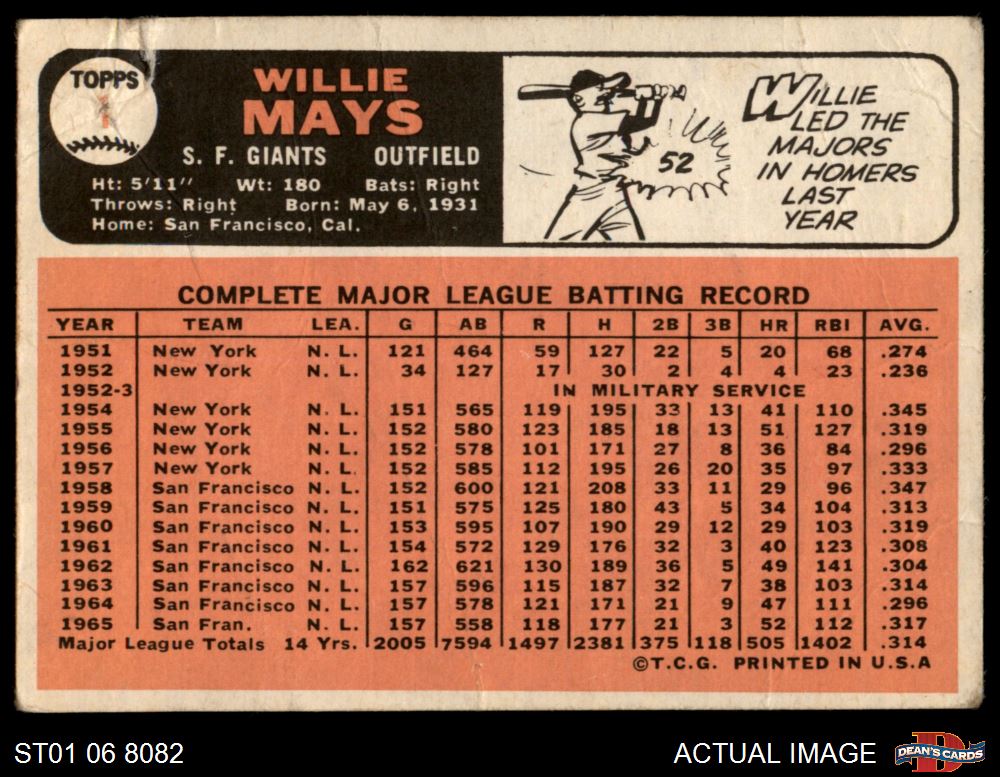 TOPPS
1
WILLIE
MAYS
S. F. GIANTS OUTFIELD
Ht: 5'11" Wt: 180 Bats: Right
Throws: Right Born: May 6, 1931
Home: San Francisco, Cal.
52
WILLIE
LED THE
MAJORS
IN HOMERS
LAST
YEAR
COMPLETE MAJOR LEAGUE BATTING RECORD
YEAR TEAM LEA. G AB R H 2B 3B HR RBI AVG.
1951 New York N. L. 121 464 59 127 22 5 20 68 .274
1952 New York N. L. 34 127 17 30 2 4 4 23 .236
1952-3 IN MILITARY SERVICE
1954 New York N. L. 151 565 119 195 33 13 41 110 .345
1955 New York N. L. 152 580 123 185 18 13 51 127 .319
1956 New York N. L. 152 578 101 171 27 8 36 84 .296
1957 New York N. L. 152 585 112 195 26 20 35 97 .333
1958 San Francisco N. L. 152 600 121 208 33 11 29 96 .347
1959 San Francisco N. L. 151 575 125 180 43 5 34 104 .313
1960 San Francisco N. L. 153 595 107 190 29 12 29 103 .319
1961 San Francisco N. L. 154 572 129 176 32 3 40 123 .308
1962 San Francisco N. L. 162 621 130 189 36 5 49 141 .304
1963 San Francisco N. L. 157 596 115 187 32 7 38 103 .314
1964 San Francisco N. L. 157 578 121 171 21 9 47 111 .296
1965 San Fran. N. L. 157 558 118 177 21 3 52 112 .317
Major League Totals 14 Yrs. 2005 7594 1497 2381 375 118 505 1402 .314
©T.C.G. PRINTED IN U.S.A
ST01 06 8082
ACTUAL IMAGE
DEAN'S CARDS